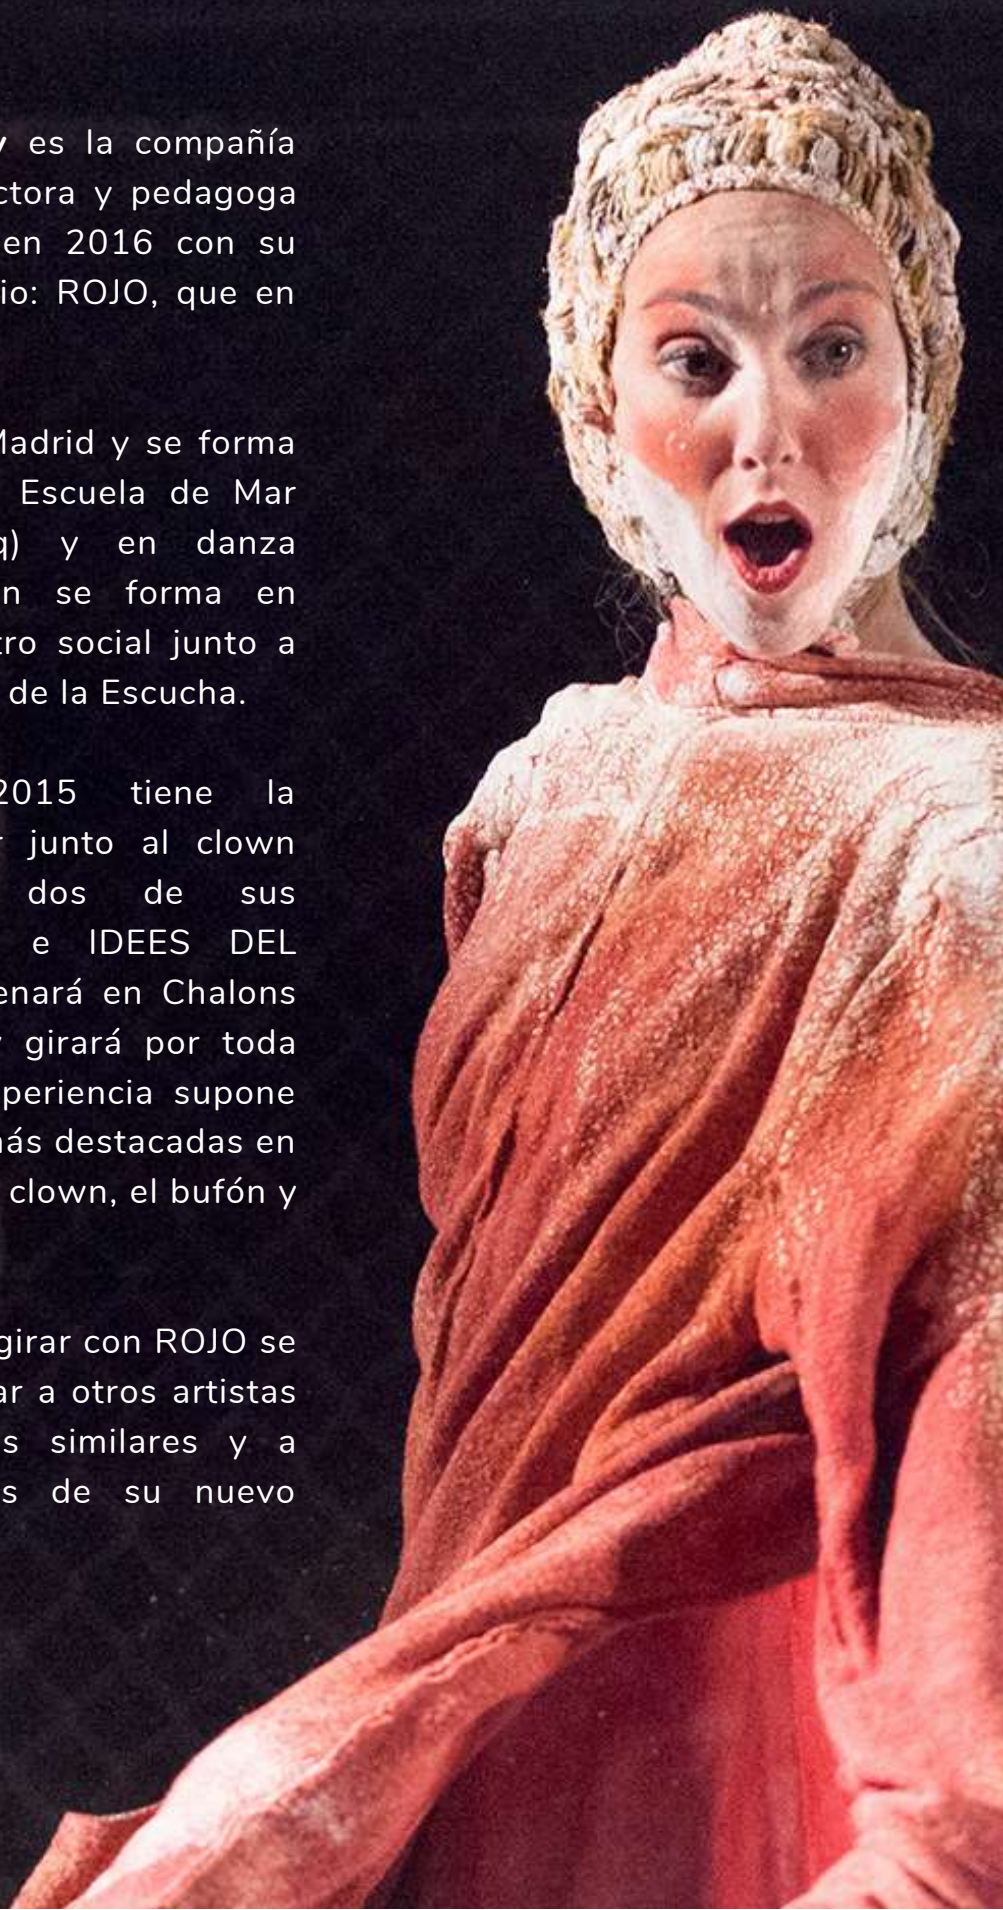 y es la compañía
ctora y pedagoga
en 2016 con su
io: ROJO, que en
Madrid y se forma
Escuela de Mar
q) y en danza
n se forma en
tro social junto a
de la Escucha.
2015 tiene la
r junto al clown
dos de sus
e IDEES DEL
enará en Chalons
y girará por toda
periencia supone
más destacadas en
clown, el bufón y
girar con ROJO se
ar a otros artistas
s similares y a
s de su nuevo